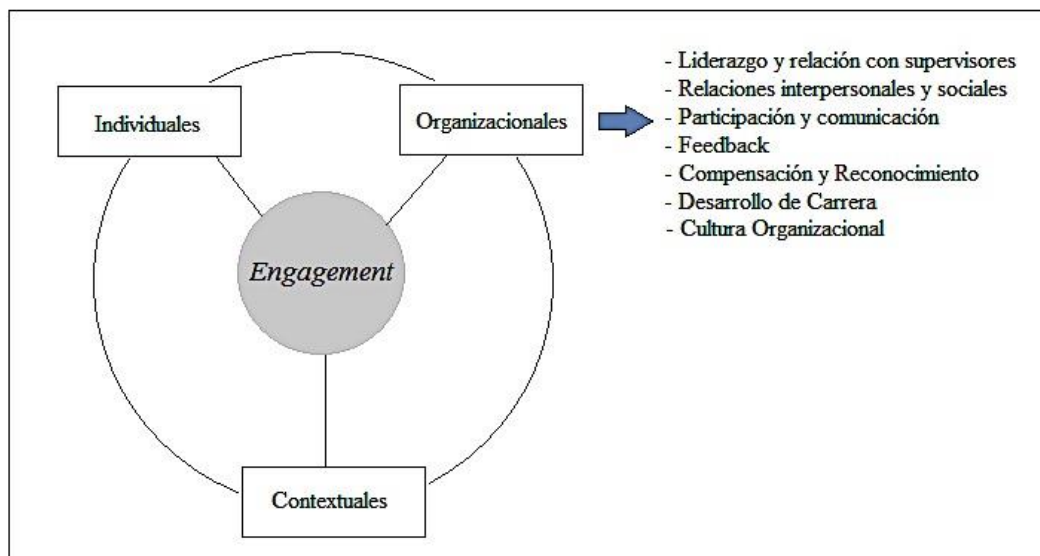 Individuales
Organizacionales
- Liderazgo y relación con supervisores
- Relaciones interpersonales y sociales
- Participación y comunicación
- Feedback
- Compensación y Reconocimiento
- Desarrollo de Carrera
- Cultura Organizacional
Engagement
Contextuales